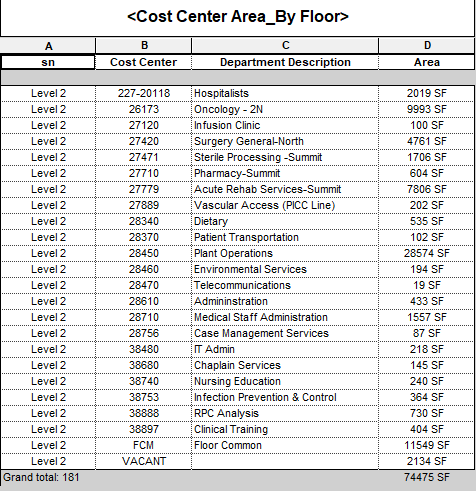 <Cost Center Area_By Floor>
A B C D
sn Cost Center Department Description Area
Level 2 227-20118 Hospitalists 2019 SF
Level 2 26173 Oncology - 2N 9993 SF
Level 2 27120 Infusion Clinic 100 SF
Level 2 27420 Surgery General-North 4761 SF
Level 2 27471 Sterile Processing -Summit 1706 SF
Level 2 27710 Pharmacy-Summit 604 SF
Level 2 27779 Acute Rehab Services-Summit 7806 SF
Level 2 27889 Vascular Access (PICC Line) 202 SF
Level 2 28340 Dietary 535 SF
Level 2 28370 Patient Transportation 102 SF
Level 2 28450 Plant Operations 28574 SF
Level 2 28460 Environmental Services 194 SF
Level 2 28470 Telecommunications 19 SF
Level 2 28610 Admininstration 433 SF
Level 2 28710 Medical Staff Administration 1557 SF
Level 2 28756 Case Management Services 87 SF
Level 2 38480 IT Admin 218 SF
Level 2 38680 Chaplain Services 145 SF
Level 2 38740 Nursing Education 240 SF
Level 2 38753 Infection Prevention & Control 364 SF
Level 2 38888 RPC Analysis 730 SF
Level 2 38897 Clinical Training 404 SF
Level 2 FCM Floor Common 11549 SF
Level 2 VACANT 2134 SF
Grand total: 181 74475 SF